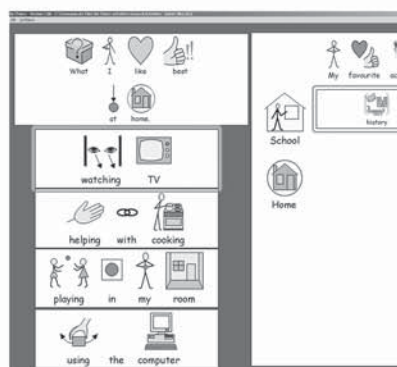 What I like best
at home.
watching TV
helping with cooking
playing in my room
using the computer
My favourite
School
history
Home